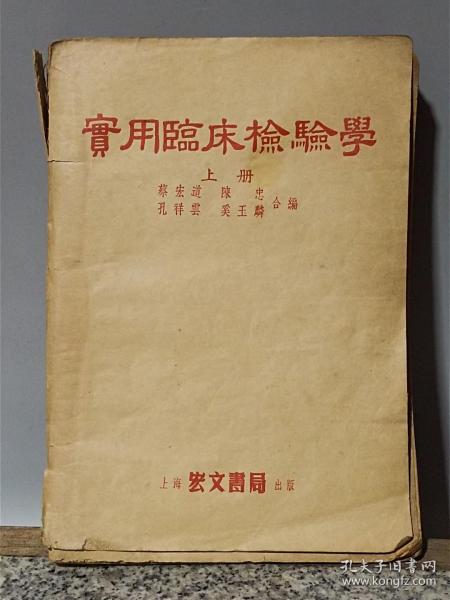 實用臨床檢驗學
上册
蔡宏道 陳忠
孔祥雲 奚玉麟 合編
上海 宏文書局 出版
孔夫子旧书网
www.kongfz.com